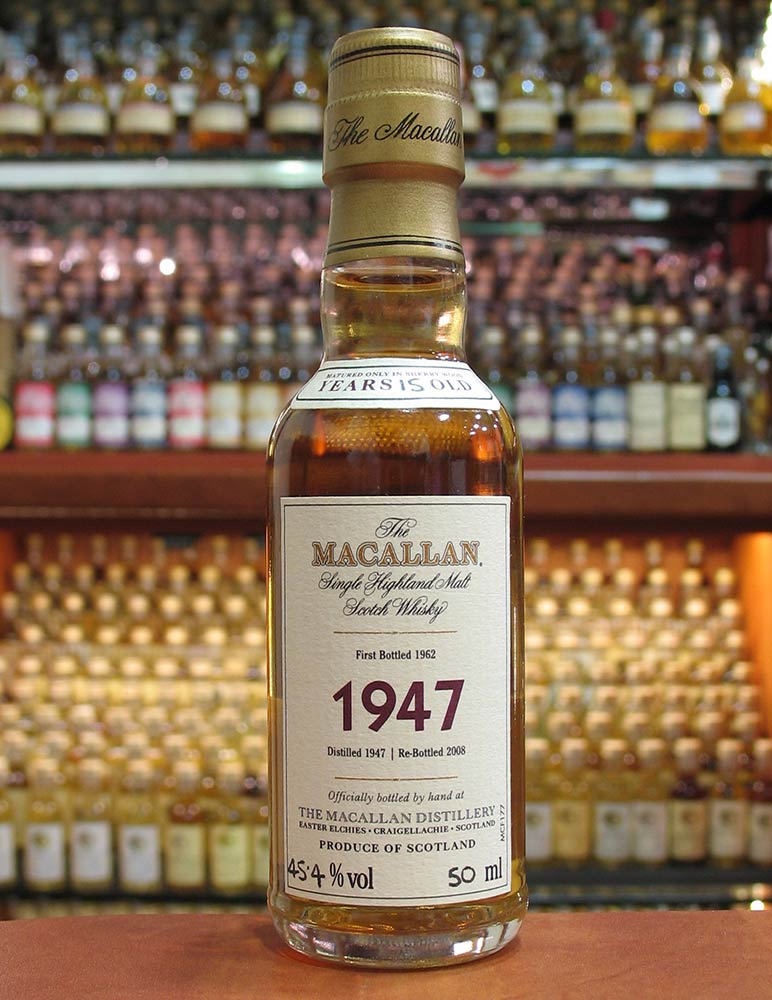 The Macallan
MATURED ONLY IN SHERRY WOOD
YEARS 15 OLD
The
MACALLAN.
Single Highland Malt
Scotch Whisky
First Bottled 1962
1947
Distilled 1947 | Re-Bottled 2008
Officially bottled by hand at
THE MACALLAN DISTILLERY
EASTER ELCHIES • CRAIGELLACHIE • SCOTLAND
PRODUCE OF SCOTLAND
45.4 % vol 50 ml
MCF177